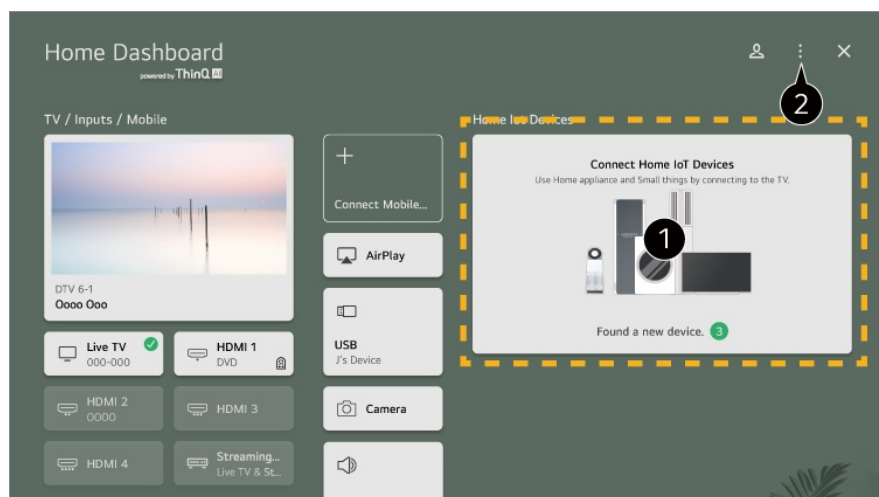 Home Dashboard
powered by ThinQ AI
2
TV / Inputs / Mobile
Home Iot Devices
DTV 6-1
Oooo Ooo
Live TV
000-000
HDMI 1
DVD
HDMI 2
OOOO
HDMI 3
HDMI 4
Streaming...
Live TV & St...
Connect Mobile...
AirPlay
USB
J's Device
Camera
Connect Home IoT Devices
Use Home appliance and Small things by connecting to the TV.
1
Found a new device. 3